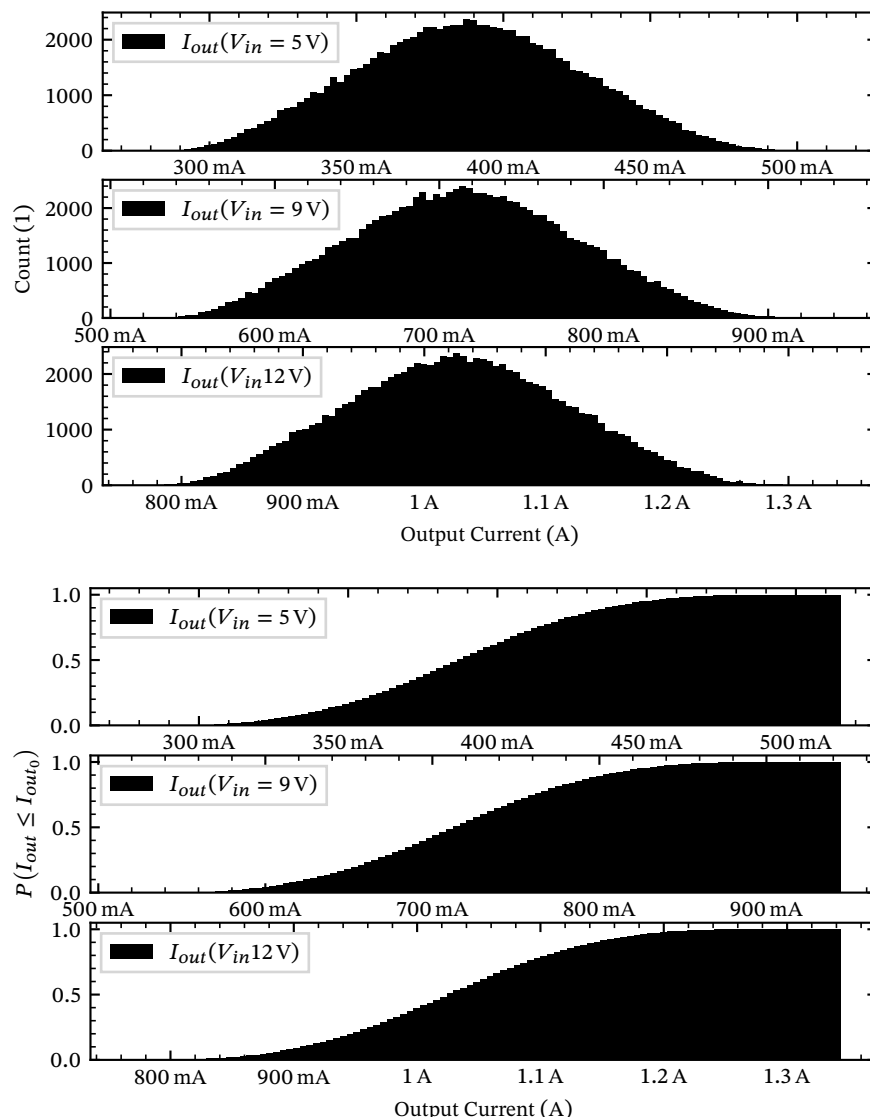 2000
1000
0
I_out(V_in = 5 V)
300 mA 350 mA 400 mA 450 mA 500 mA
Count (1)
2000
1000
0
I_out(V_in = 9 V)
500 mA 600 mA 700 mA 800 mA 900 mA
2000
1000
0
I_out(V_in12 V)
800 mA 900 mA 1 A 1.1 A 1.2 A 1.3 A
Output Current (A)
1.0
0.5
0.0
I_out(V_in = 5 V)
300 mA 350 mA 400 mA 450 mA 500 mA
P(I_out ≤ I_out_0)
1.0
0.5
0.0
I_out(V_in = 9 V)
500 mA 600 mA 700 mA 800 mA 900 mA
1.0
0.5
0.0
I_out(V_in12 V)
800 mA 900 mA 1 A 1.1 A 1.2 A 1.3 A
Output Current (A)